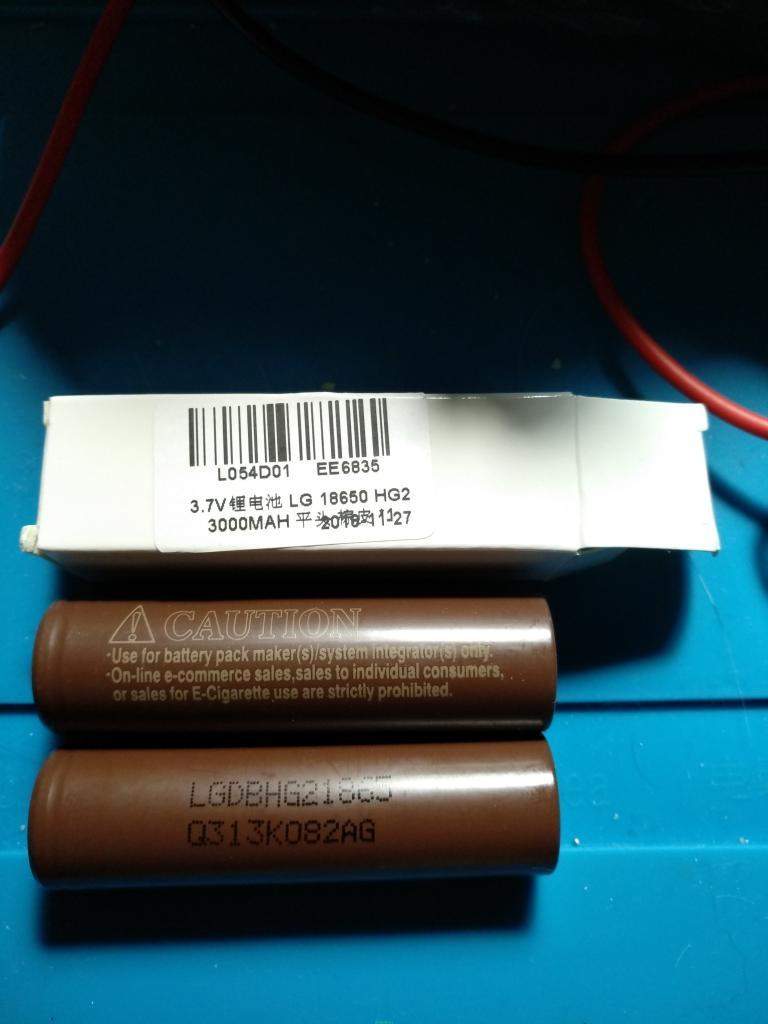 L054D01 EE6835
3.7V锂电池 LG 18650 HG2
3000MAH 平头 2018-11-27
CAUTION
·Use for battery pack maker(s)/system integrator(s) only.
·On-line e-commerce sales,sales to individual consumers,
or sales for E-Cigarette use are strictly prohibited.
LGDBHG21865
Q313K082AG